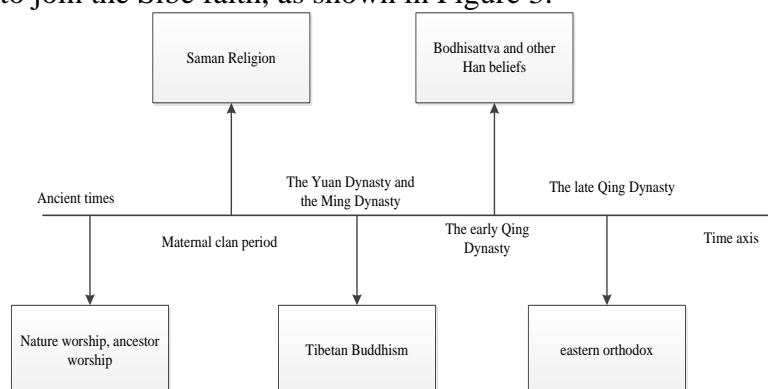 to join the Sibe faith, as shown in Figure 3.
Saman Religion
Bodhisattva and other
Han beliefs
Ancient times
The Yuan Dynasty and
the Ming Dynasty
The late Qing Dynasty
Maternal clan period
The early Qing
Dynasty
Time axis
Nature worship, ancestor
worship
Tibetan Buddhism
eastern orthodox